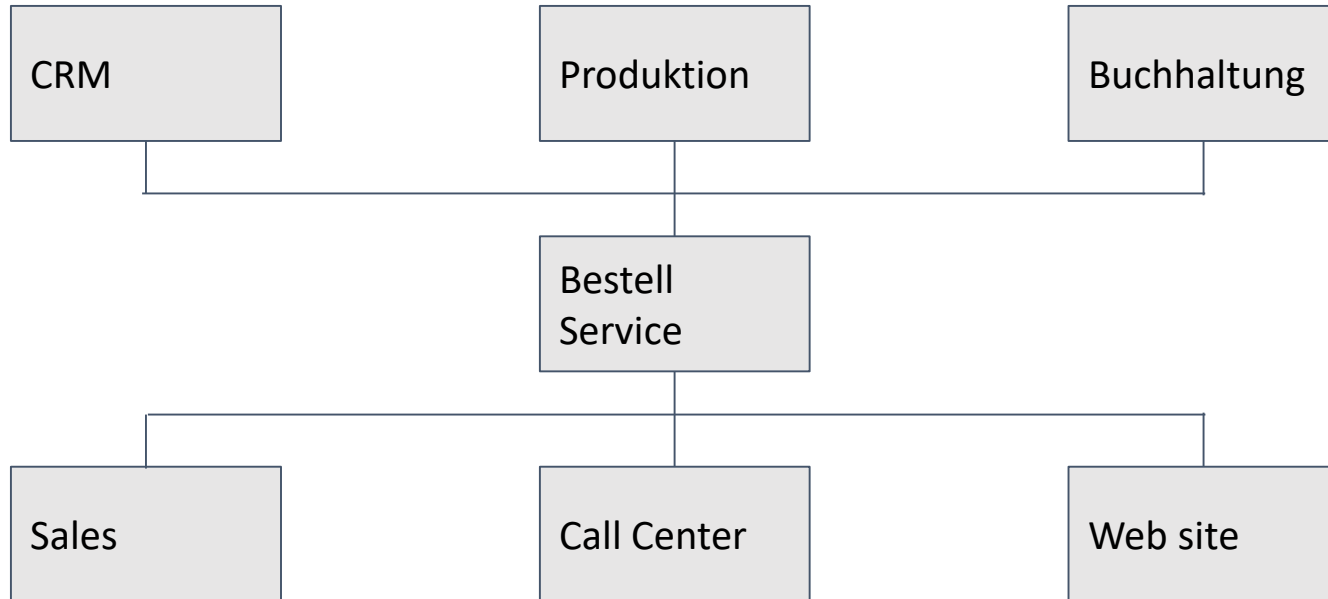 CRM
Produktion
Buchhaltung
Bestell
Service
Sales
Call Center
Web site